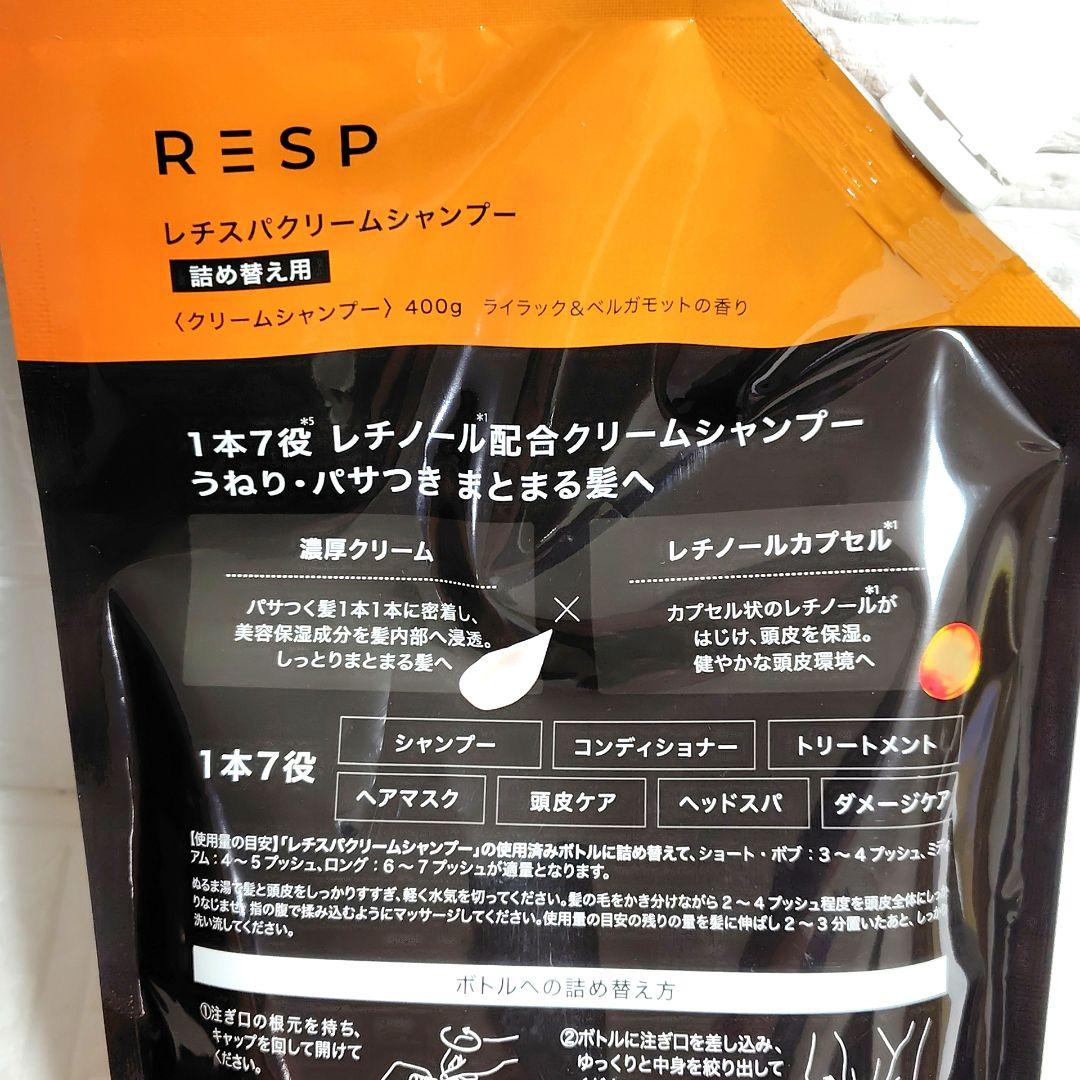 RESP
レチスパクリームシャンプー
詰め替え用
〈クリームシャンプー〉400g ライラック＆ベルガモットの香り
1本7役*5 レチノール*1配合クリームシャンプー
うねり・パサつき まとまる髪へ
濃厚クリーム
パサつく髪1本1本に密着し、
美容保湿成分を髪内部へ浸透。
しっとりまとまる髪へ
×
レチノールカプセル*1
カプセル状のレチノール*1が
はじけ、頭皮を保湿。
健やかな頭皮環境へ
1本7役
シャンプー コンディショナー トリートメント
ヘアマスク 頭皮ケア ヘッドスパ ダメージケア
【使用量の目安】「レチスパクリームシャンプー」の使用済みボトルに詰め替えて、ショート・ボブ：3～4プッシュ、ミディ
アム：4～5プッシュ、ロング：6～7プッシュが適量となります。
ぬるま湯で髪と頭皮をしっかりすすぎ、軽く水気を切ってください。髪の毛をかき分けながら2～4プッシュ程度を頭皮全体にしっか
りなじませ、指の腹で揉み込むようにマッサージしてください。使用量の目安の残りの量を髪に伸ばし2～3分置いたあと、しっかり
洗い流してください。
ボトルへの詰め替え方
①注ぎ口の根元を持ち、
キャップを回して開けて
ください。
②ボトルに注ぎ口を差し込み、
ゆっくりと中身を絞り出して